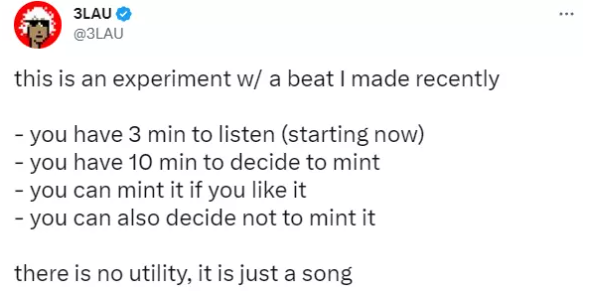 3LAU
@3LAU
this is an experiment w/ a beat I made recently
- you have 3 min to listen (starting now)
- you have 10 min to decide to mint
- you can mint it if you like it
- you can also decide not to mint it
there is no utility, it is just a song